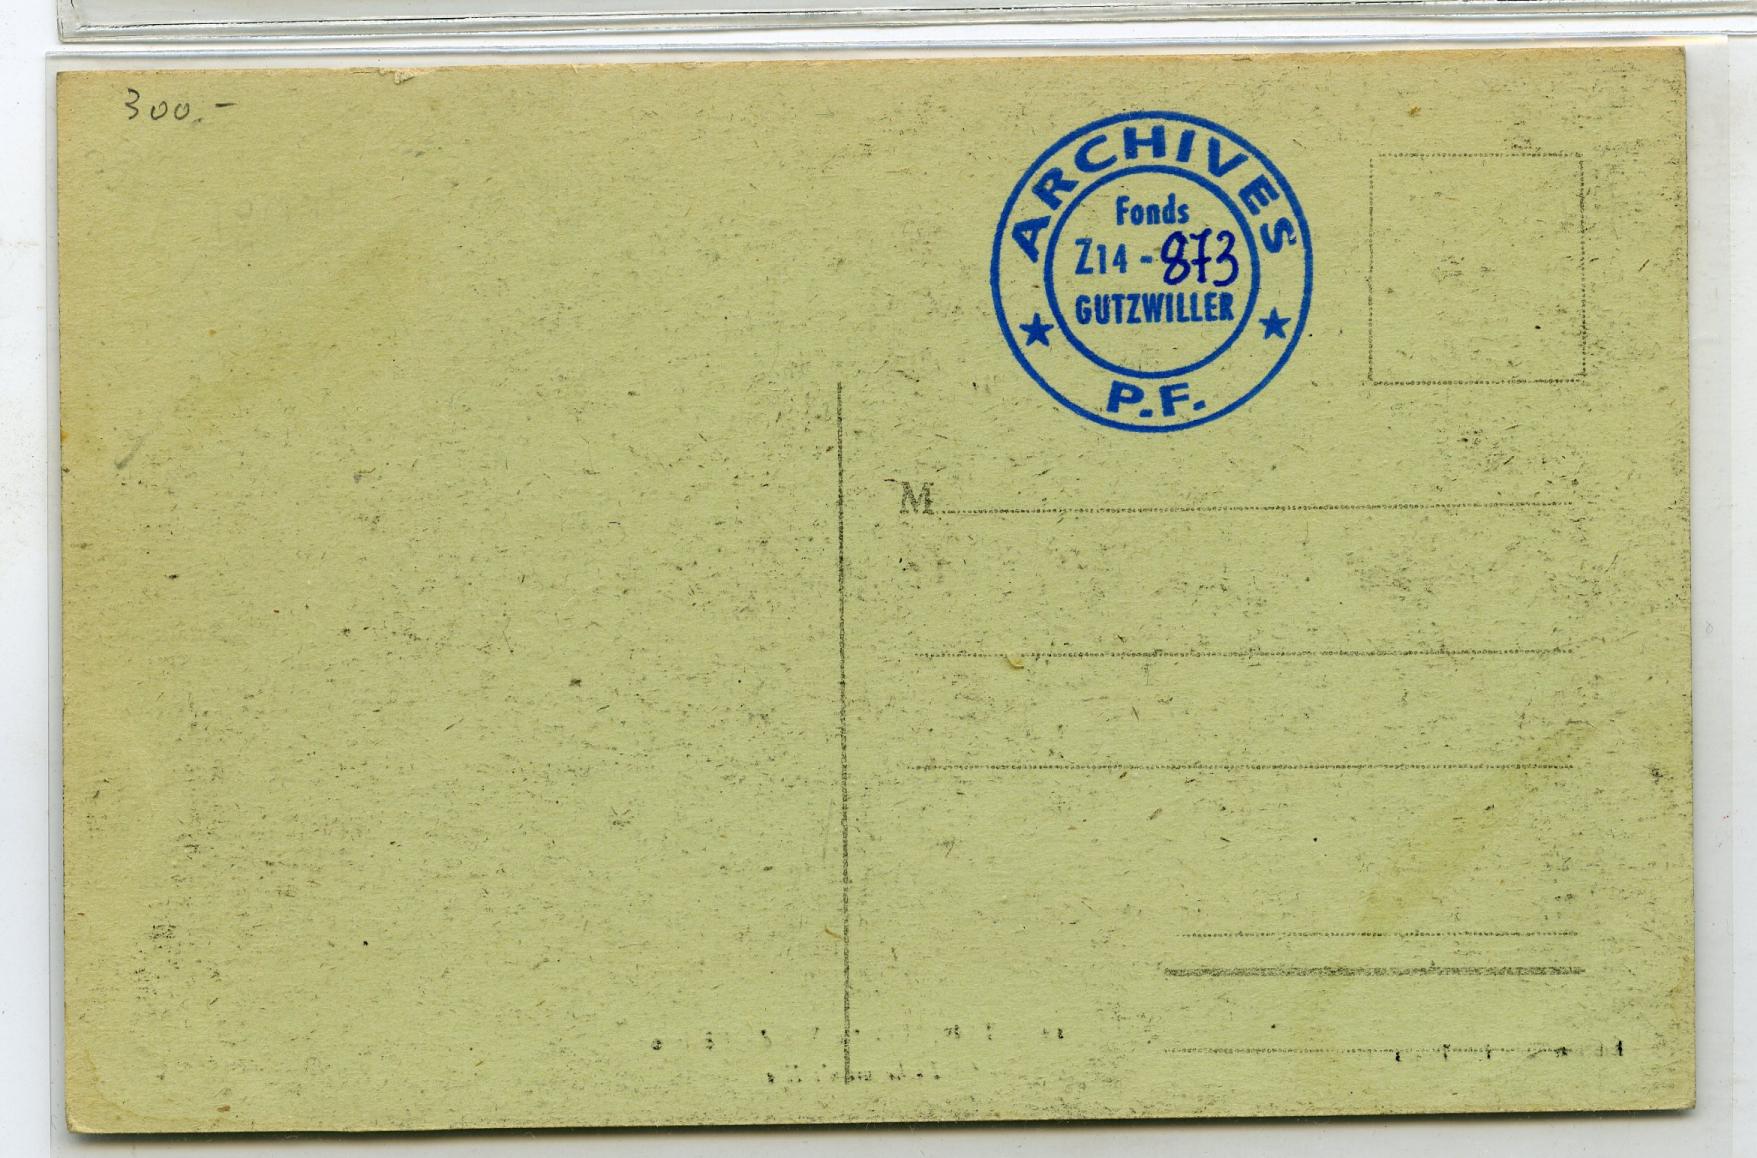 300.-
ARCHIVES
Fonds
Z14 - 873
GUTZWILLER
★ ★
P.F.
M